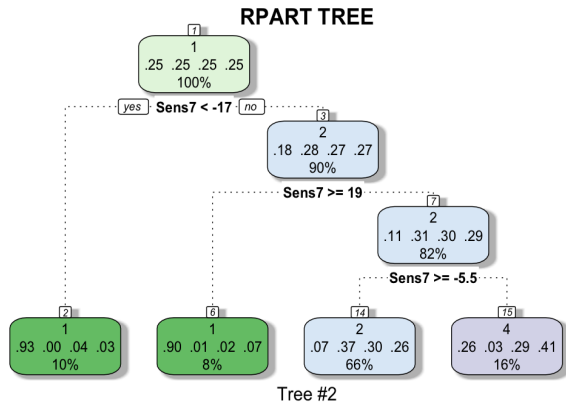 RPART TREE
1
1
.25 .25 .25 .25
100%
yes Sens7 < -17 no
3
2
.18 .28 .27 .27
90%
Sens7 >= 19
7
2
.11 .31 .30 .29
82%
Sens7 >= -5.5
2
1
.93 .00 .04 .03
10%
6
1
.90 .01 .02 .07
8%
14
2
.07 .37 .30 .26
66%
15
4
.26 .03 .29 .41
16%
Tree #2